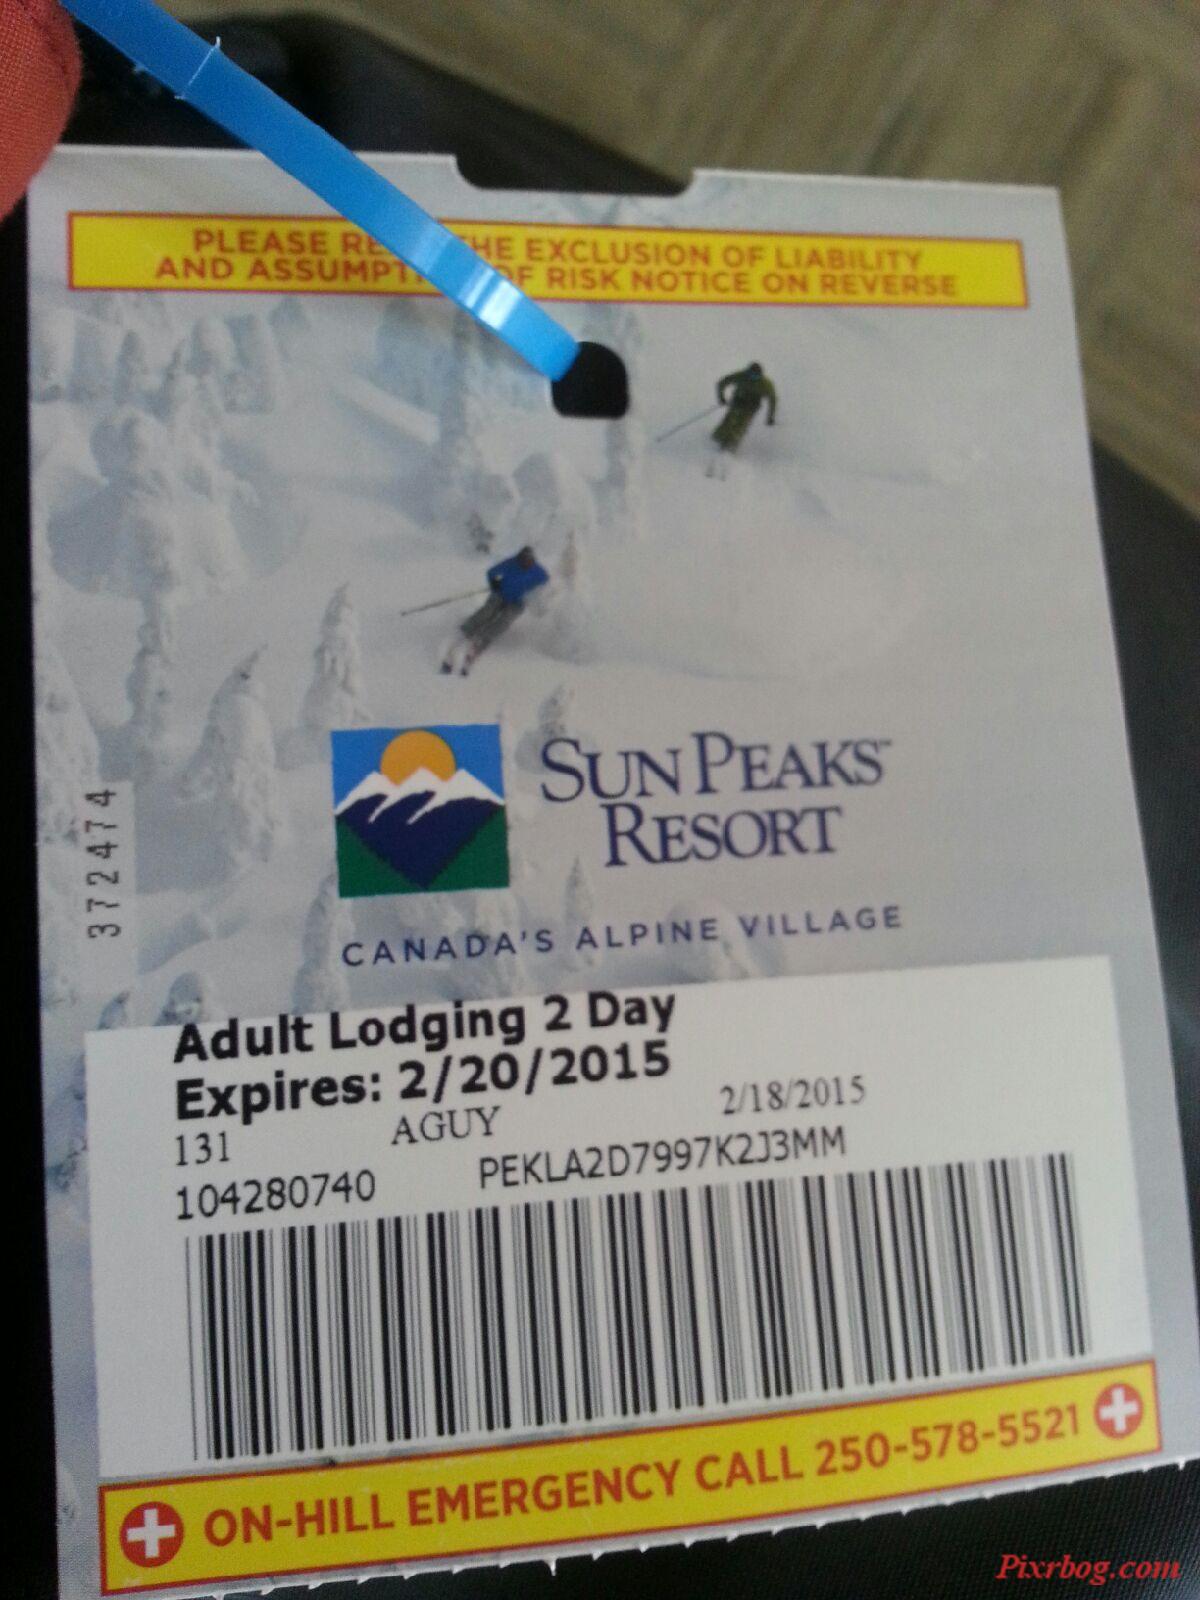 PLEASE RE THE EXCLUSION OF LIABILITY
AND ASSUMPT OF RISK NOTICE ON REVERSE
SUN PEAKS™
RESORT
CANADA'S ALPINE VILLAGE
372474
Adult Lodging 2 Day
Expires: 2/20/2015
131 AGUY 2/18/2015
104280740 PEKLA2D7997K2J3MM
ON-HILL EMERGENCY CALL 250-578-5521
Pixrbog.com